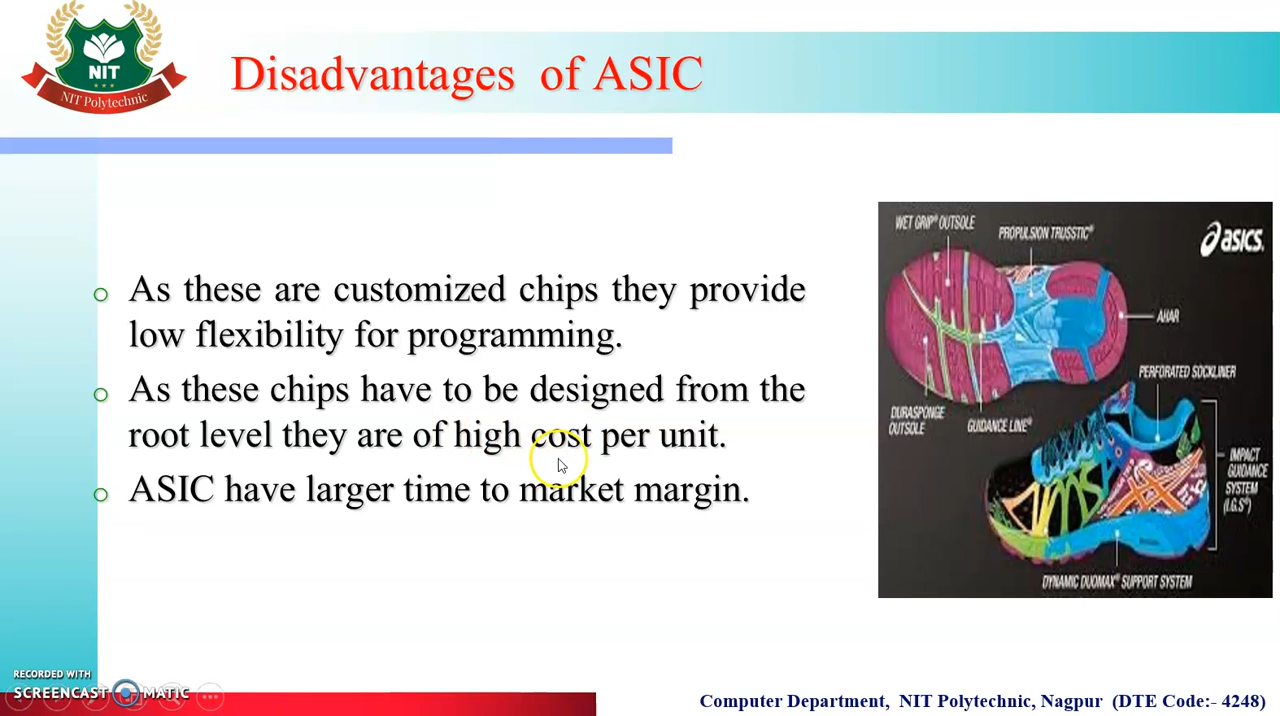 NIT
NIT Polytechnic
Disadvantages of ASIC
As these are customized chips they provide
low flexibility for programming.
As these chips have to be designed from the
root level they are of high cost per unit.
ASIC have larger time to market margin.
WET GRIP® OUTSOLE
PROPULSION TRUSSTIC®
asics.
AHAR
PERFORATED SOCKLINER
DURASPONGE
OUTSOLE
GUIDANCE LINE®
IMPACT
GUIDANCE
SYSTEM
(I.G.S®)
DYNAMIC DUOMAX® SUPPORT SYSTEM
RECORDED WITH
SCREENCAST MATIC
Computer Department, NIT Polytechnic, Nagpur (DTE Code:- 4248)